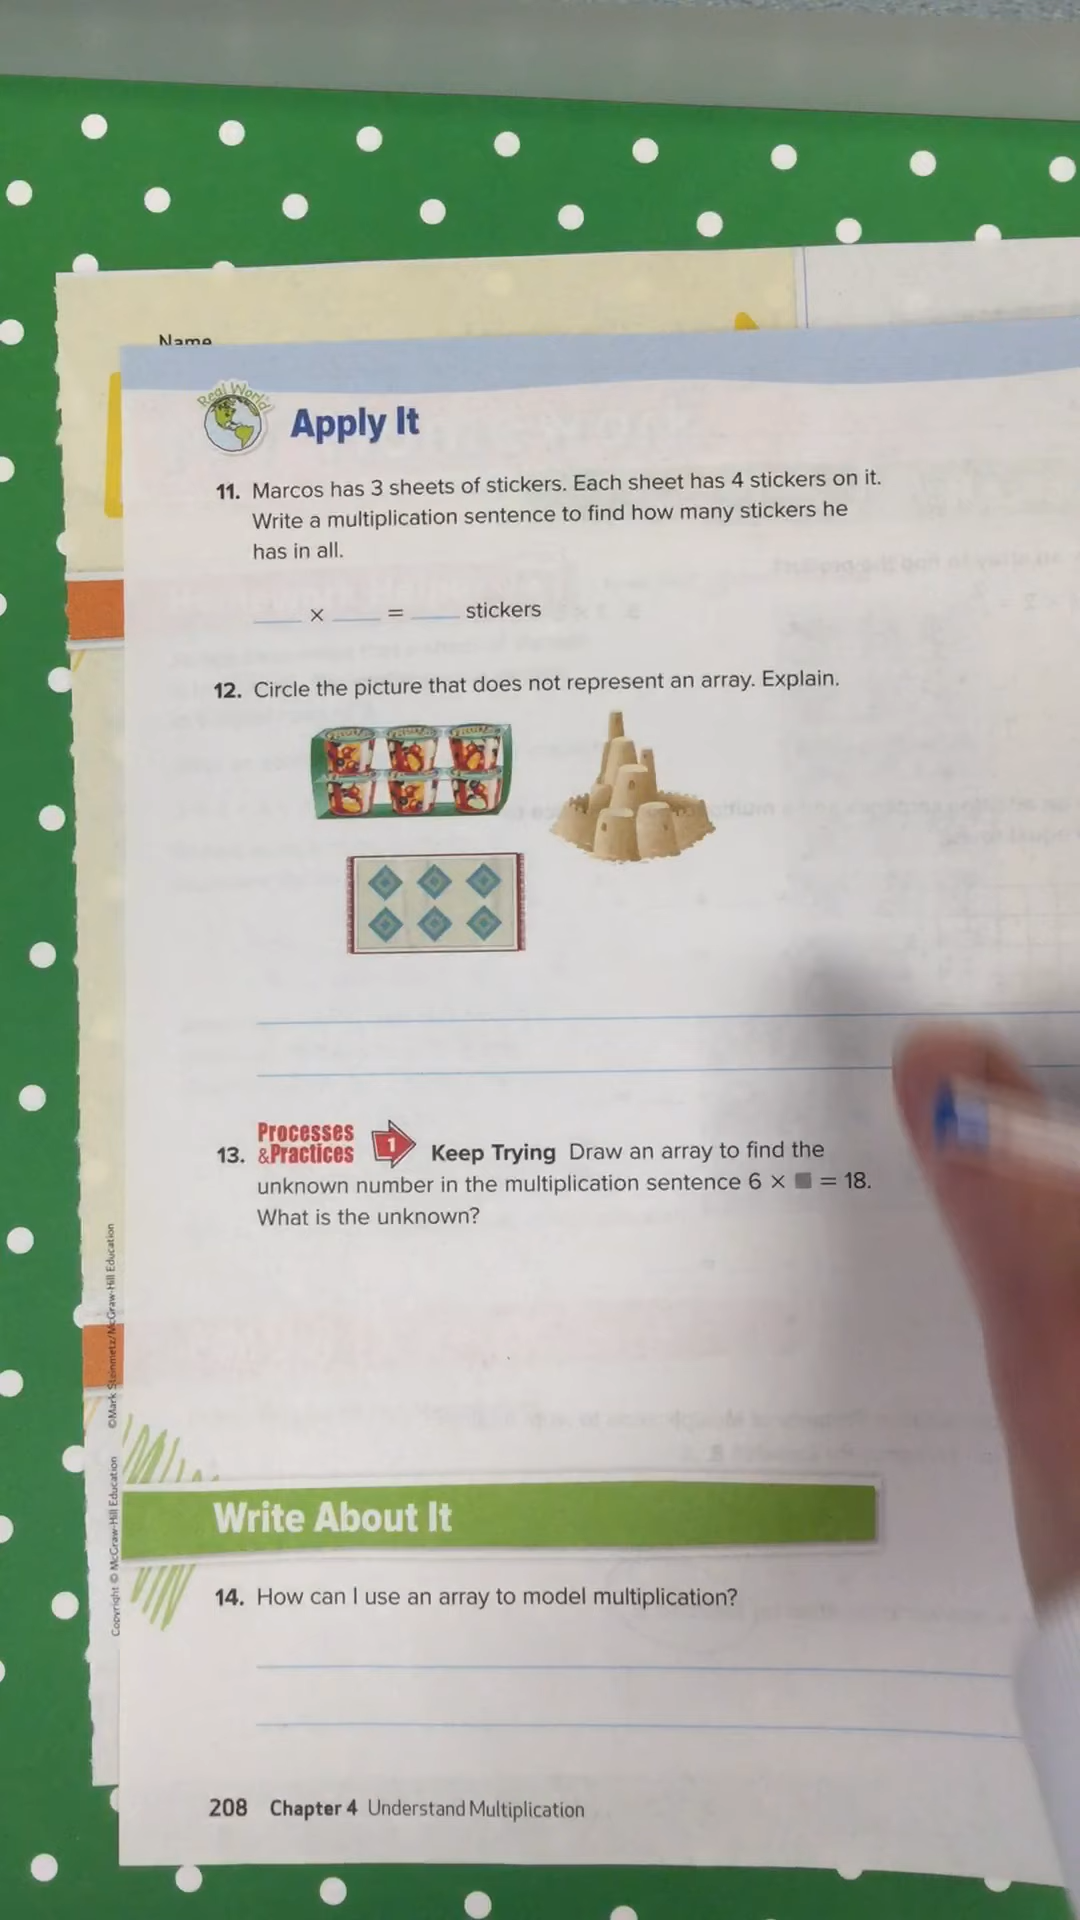 Name
Real World
Apply It
11. Marcos has 3 sheets of stickers. Each sheet has 4 stickers on it.
Write a multiplication sentence to find how many stickers he
has in all.
____ × ____ = ____ stickers
12. Circle the picture that does not represent an array. Explain.
13. Processes &Practices 1 Keep Trying Draw an array to find the
unknown number in the multiplication sentence 6 × ■ = 18.
What is the unknown?
Write About It
14. How can I use an array to model multiplication?
208 Chapter 4 Understand Multiplication
Copyright © McGraw-Hill Education ©Mark Steinmetz/McGraw-Hill Education